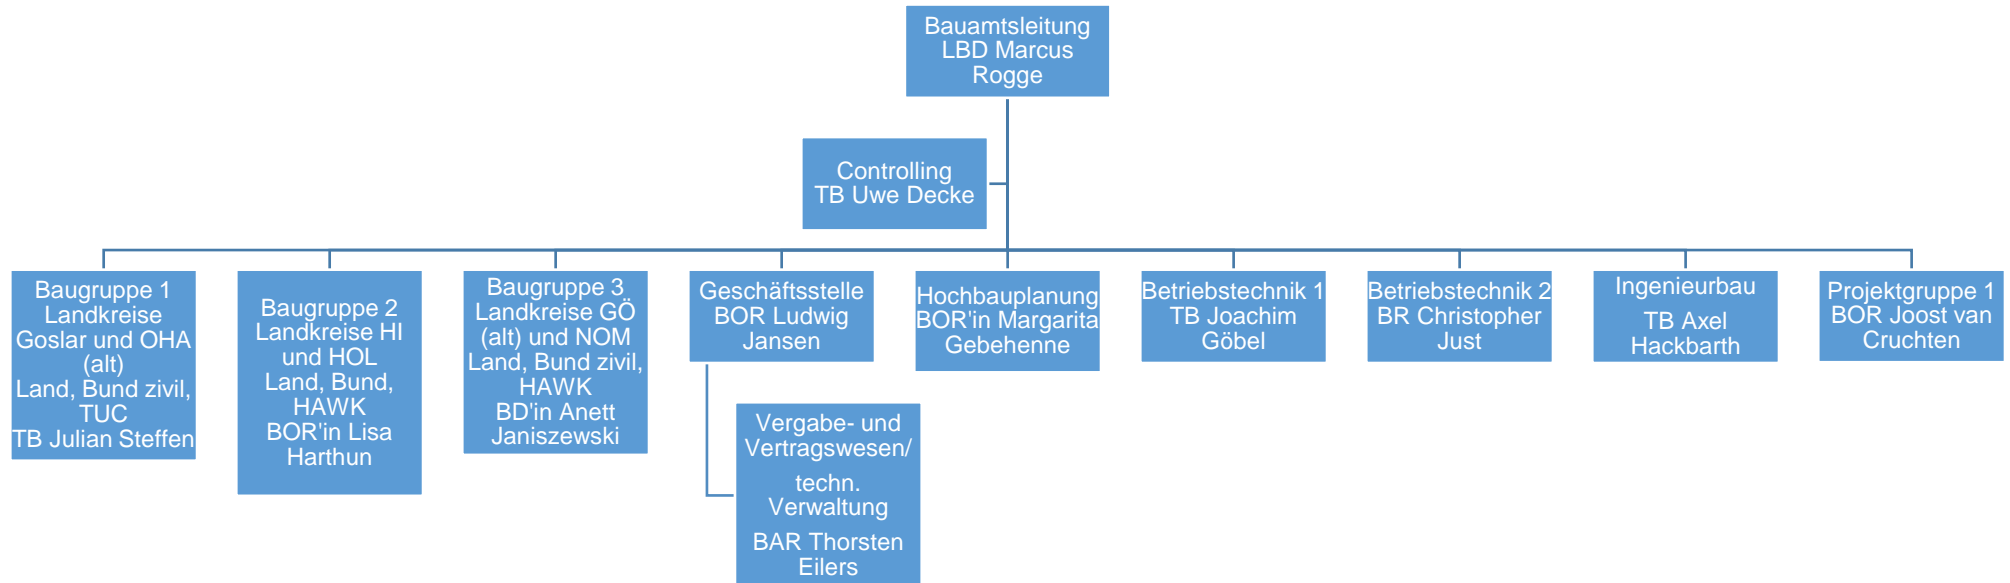 Bauamtsleitung
LBD Marcus
Rogge
Controlling
TB Uwe Decke
Baugruppe 1
Landkreise
Goslar und OHA
(alt)
Land, Bund zivil,
TUC
TB Julian Steffen
Baugruppe 2
Landkreise HI
und HOL
Land, Bund,
HAWK
BOR'in Lisa
Harthun
Baugruppe 3
Landkreise GÖ
(alt) und NOM
Land, Bund zivil,
HAWK
BD'in Anett
Janiszewski
Geschäftsstelle
BOR Ludwig
Jansen
Vergabe- und
Vertragswesen/
techn.
Verwaltung
BAR Thorsten
Eilers
Hochbauplanung
BOR'in Margarita
Gebehenne
Betriebstechnik 1
TB Joachim
Göbel
Betriebstechnik 2
BR Christopher
Just
Ingenieurbau
TB Axel
Hackbarth
Projektgruppe 1
BOR Joost van
Cruchten